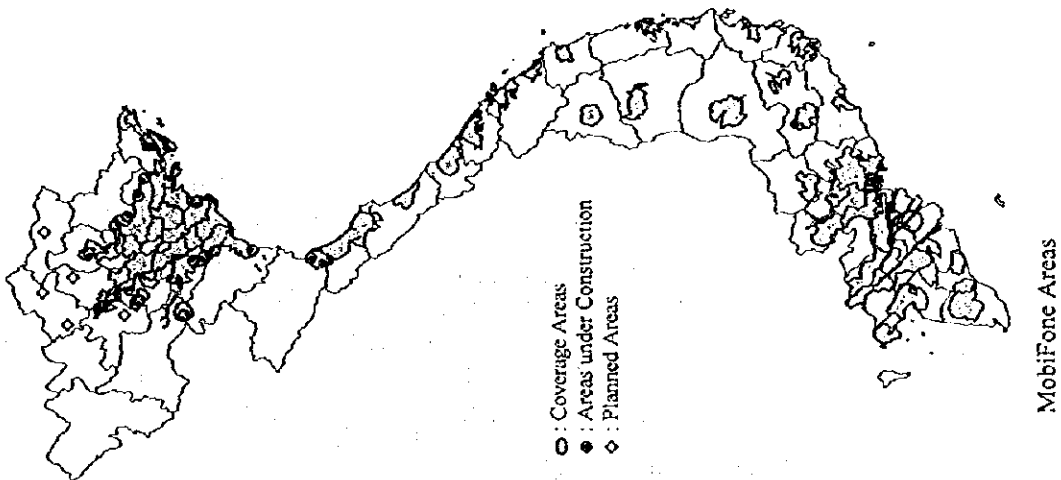 ○ : Coverage Areas
● : Areas under Construction
◇ : Planned Areas
MobiFone Areas